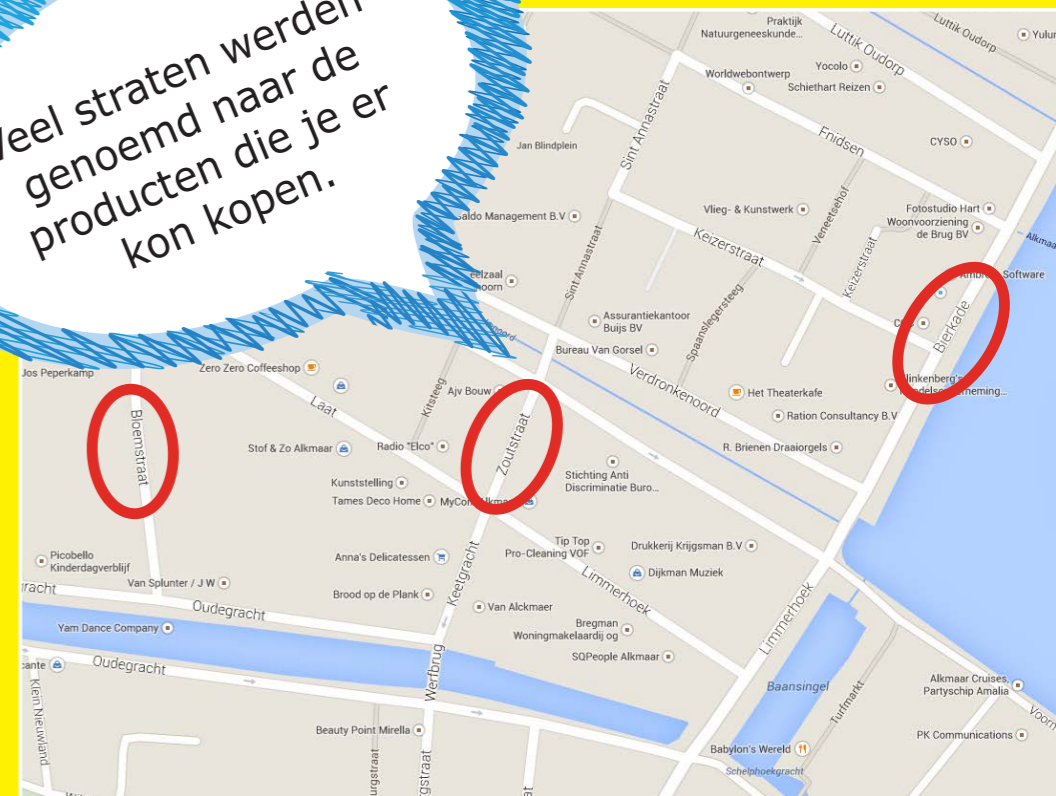 Veel straten werden
genoemd naar de
producten die je er
kon kopen.
Praktijk
Natuurgeneeskunde...
Luttik Oudorp
Luttik Oudorp
Worldwebontwerp
Yocolo
Schiethart Reizen
Sint Annastraat
Jan Blindplein
Fnidsen
CYSO
Saldo Management B.V
Vlieg- & Kunstwerk
Veneetsehof
Fotostudio Hart
Woonvoorziening
de Brug BV
Keizerstraat
Keizerstraat
Sint Annastraat
Software
Assurantiekantoor
Buijs BV
Spaanslegersteeg
Bierkade
Bureau Van Gorsel
Jos Peperkamp
Zero Zero Coffeeshop
Verdronkenoord
Ajv Bouw
Kitsteeg
Het Theaterkafe
Laat
Ration Consultancy B.V
Bloemstraat
Zoutstraat
Stof & Zo Alkmaar
Radio "Elco"
R. Brienen Draaiorgels
Kunststelling
Stichting Anti
Discriminatie Buro...
Tames Deco Home
Tip Top
Pro-Cleaning VOF
Drukkerij Krijgsman B.V
Picobello
Kinderdagverblijf
Anna's Delicatessen
Keetgracht
Dijkman Muziek
Van Splunter / J W
Limmerhoek
Brood op de Plank
Van Alckmaer
Oudegracht
Limmerhoek
Yam Dance Company
Bregman
Woningmakelaardij og
SQPeople Alkmaar
Oudegracht
Werfbrug
Klein Nieuwland
Baansingel
Turfmarkt
Alkmaar Cruises,
Partyschip Amalia
Beauty Point Mirella
PK Communications
Babylon's Wereld
Schelphoekgracht